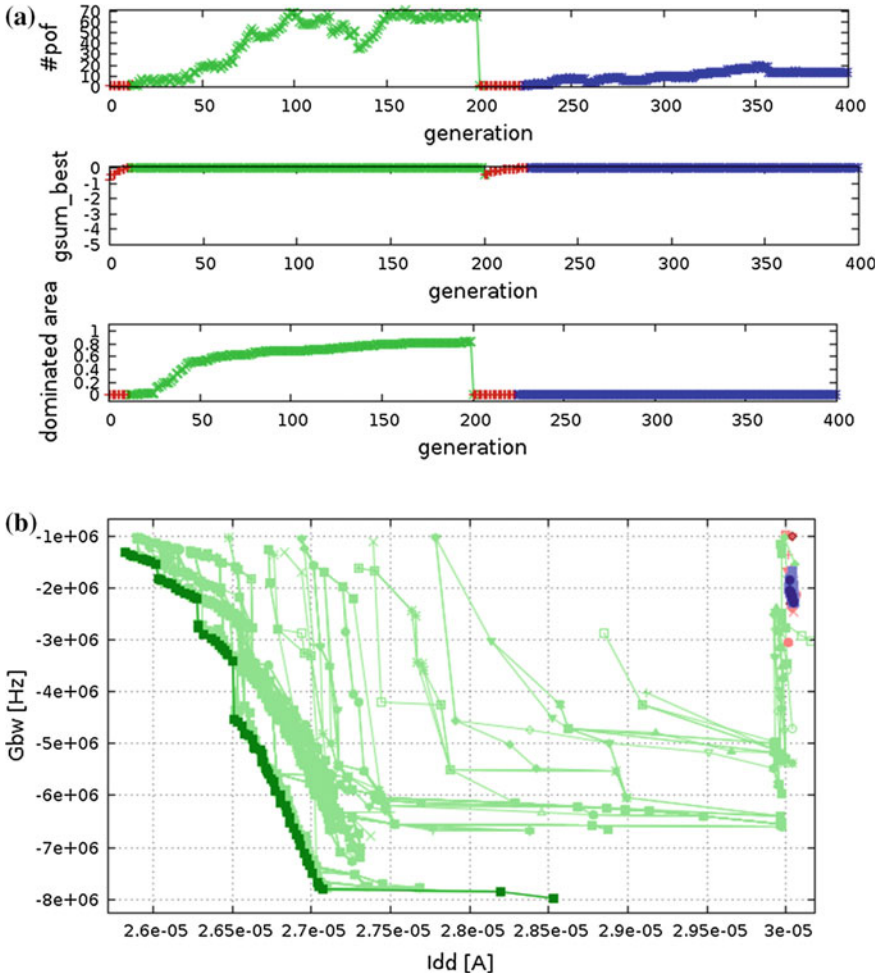 (a)
#pof
70
60
50
40
30
20
10
0
0 50 100 150 200 250 300 350 400
generation
gsum_best
0
-1
-2
-3
-4
-5
0 50 100 150 200 250 300 350 400
generation
dominated area
1
0.8
0.6
0.4
0.2
0
0 50 100 150 200 250 300 350 400
generation
(b)
Gbw [Hz]
-1e+06
-2e+06
-3e+06
-4e+06
-5e+06
-6e+06
-7e+06
-8e+06
2.6e-05 2.65e-05 2.7e-05 2.75e-05 2.8e-05 2.85e-05 2.9e-05 2.95e-05 3e-05
Idd [A]